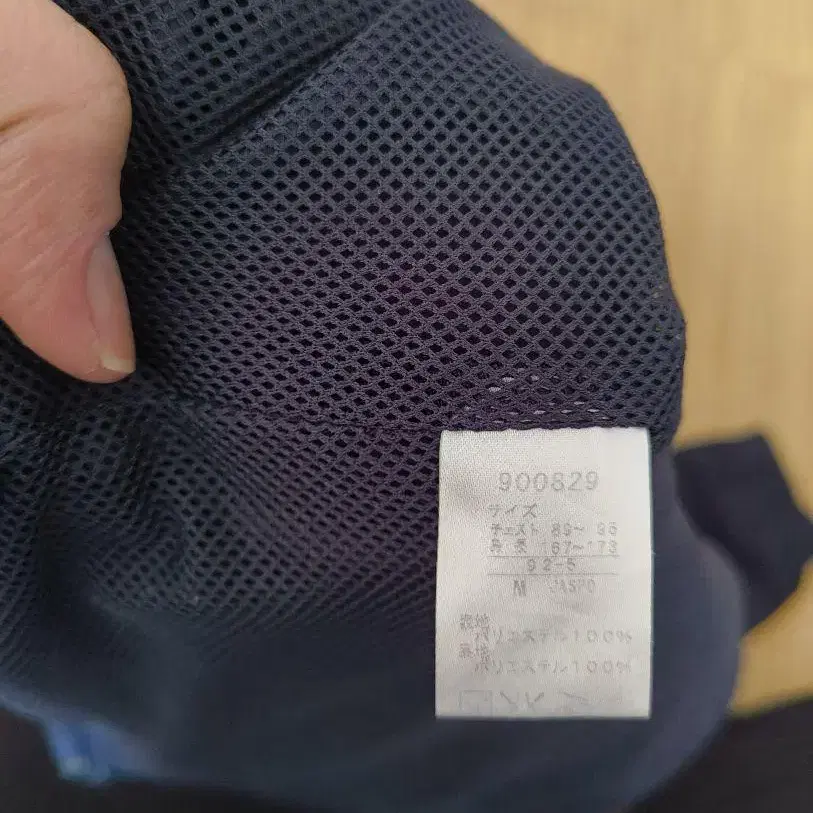 900829
サイズ
チェスト 89～ 95
身 長 167～173
92-5
M JASPO
表地
ポリエステル100%
裏地
ポリエステル100%